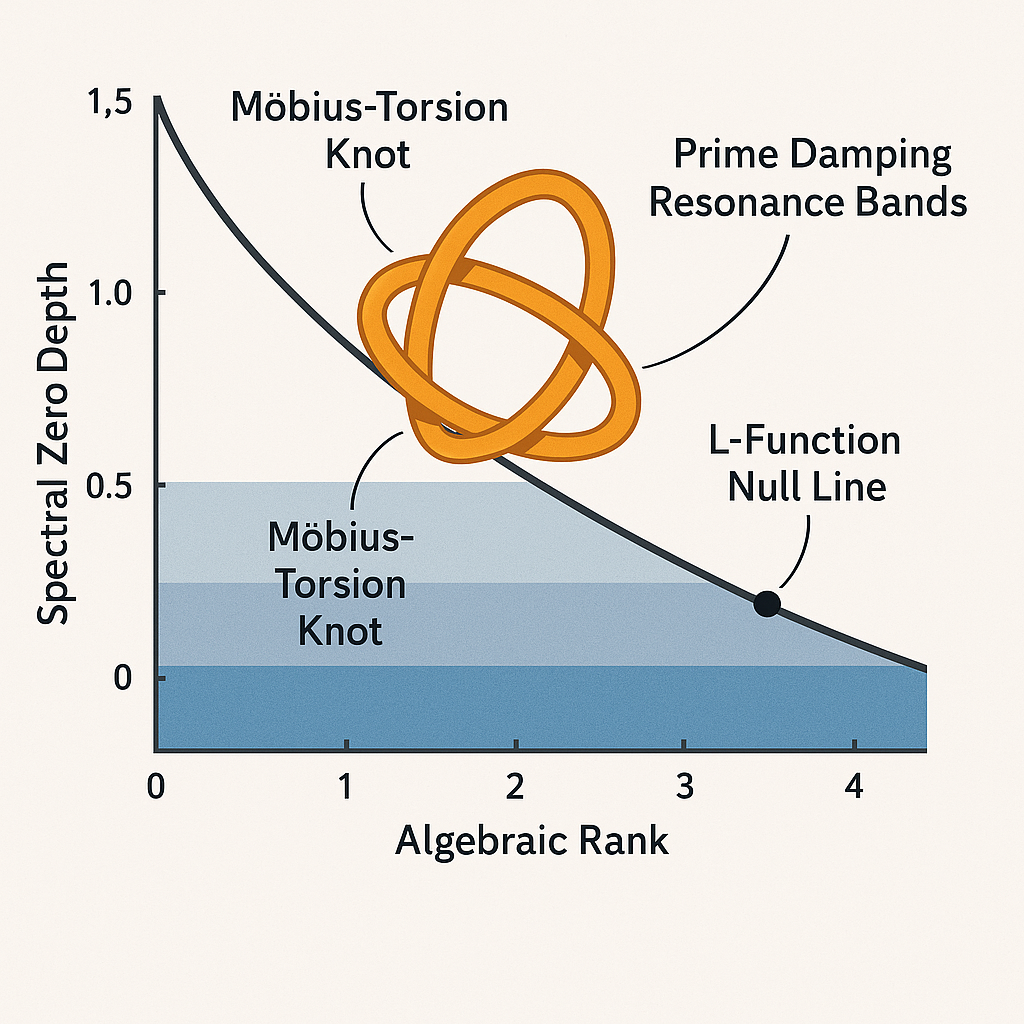 1,5
Möbius-Torsion
Knot
Prime Damping
Resonance Bands
1.0
Spectral Zero Depth
L-Function
Null Line
0.5
Möbius-
Torsion
Knot
0
0 1 2 3 4
Algebraic Rank